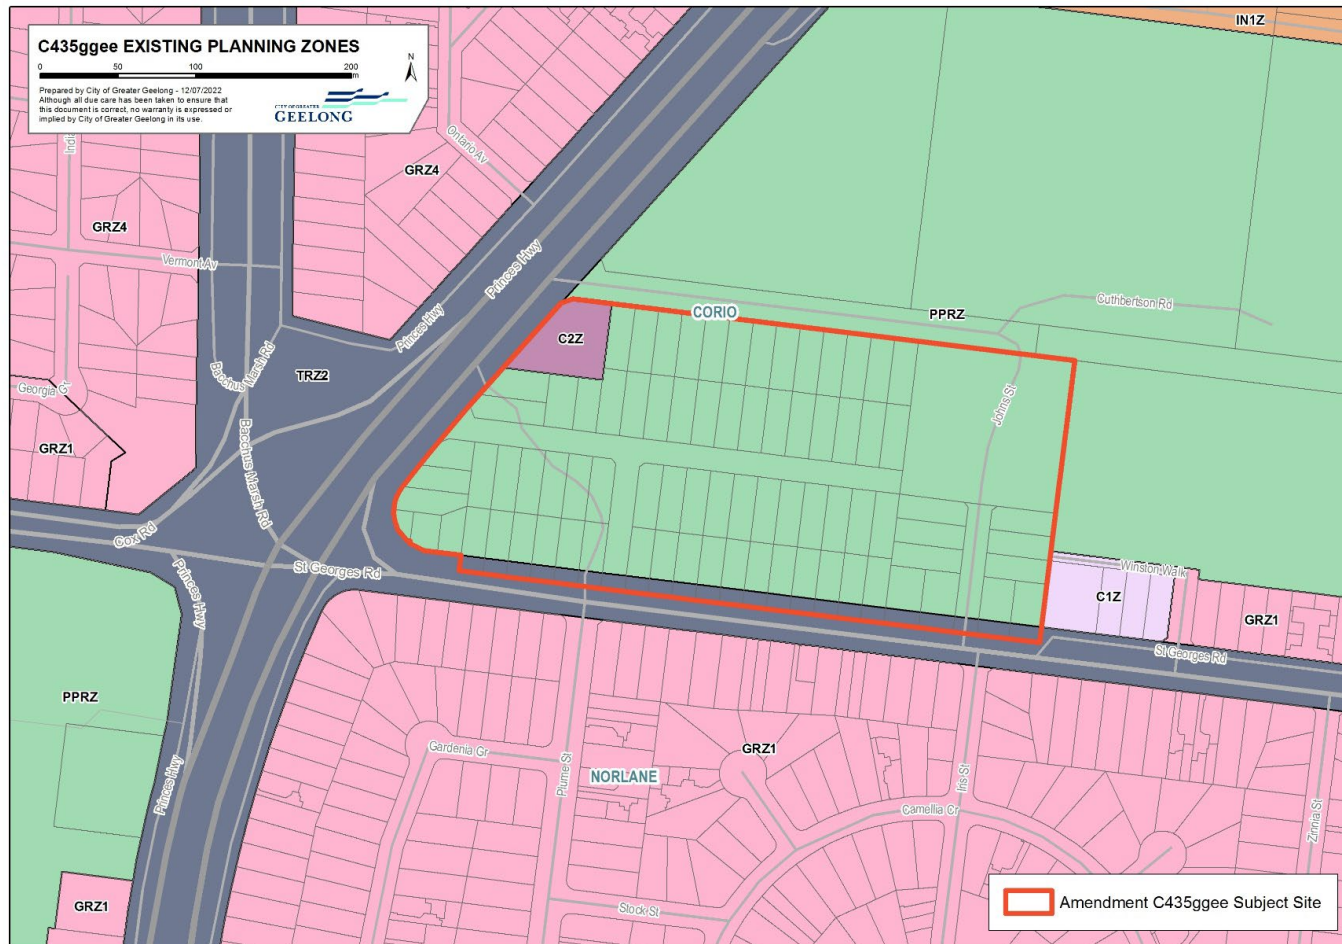 C435ggee EXISTING PLANNING ZONES
0 50 100 200
m
N
Prepared by City of Greater Geelong - 12/07/2022
Although all due care has been taken to ensure that
this document is correct, no warranty is expressed or
implied by City of Greater Geelong in its use.
CITY OF GREATER
GEELONG
IN1Z
India
Ontario Av
GRZ4
GRZ4
Vermont Av
Princes Hwy
Princes Hwy
Cuthbertson Rd
CORIO
PPRZ
C2Z
Bacchus Marsh Rd
TRZ2
Georgia Gr
Johns St
GRZ1
Bacchus Marsh Rd
Cox Rd
St Georges Rd
Princes Hwy
Winston Walk
C1Z
GRZ1
St Georges Rd
PPRZ
Gardenia Gr
GRZ1
Plume St
NORLANE
Iris St
Princes Hwy
Camellia Cr
Zinnia St
GRZ1
Stock St
Amendment C435ggee Subject Site